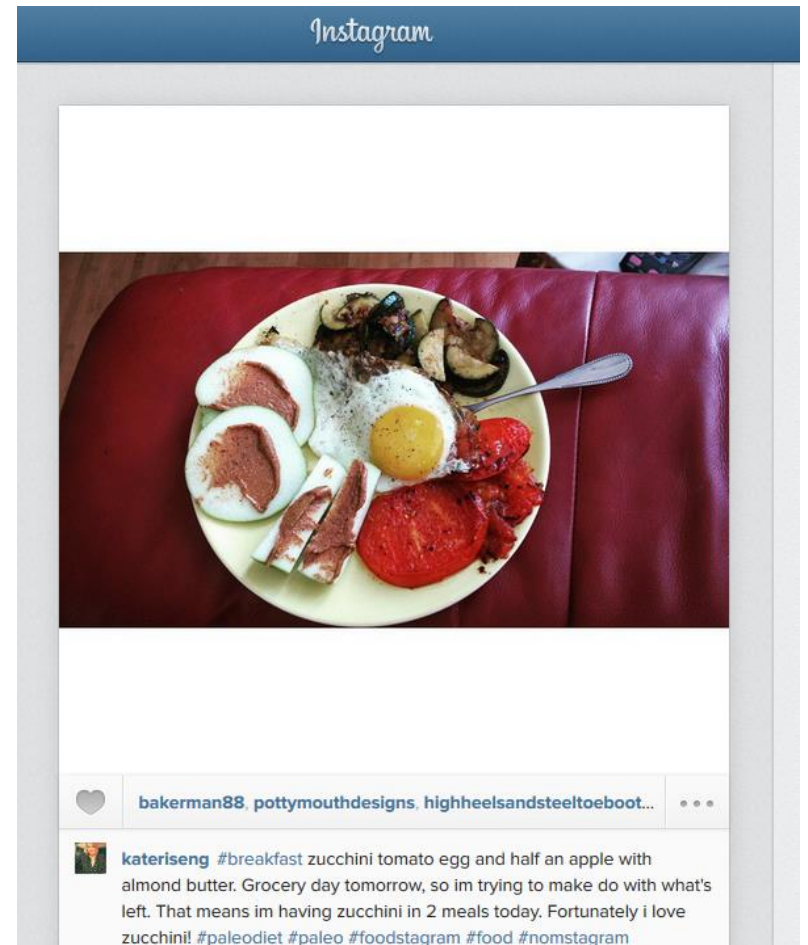 Instagram
bakerman88, pottymouthdesigns, highheelsandsteeltoeboot...
kateriseng #breakfast zucchini tomato egg and half an apple with
almond butter. Grocery day tomorrow, so im trying to make do with what's
left. That means im having zucchini in 2 meals today. Fortunately i love
zucchini! #paleodiet #paleo #foodstagram #food #nomstagram